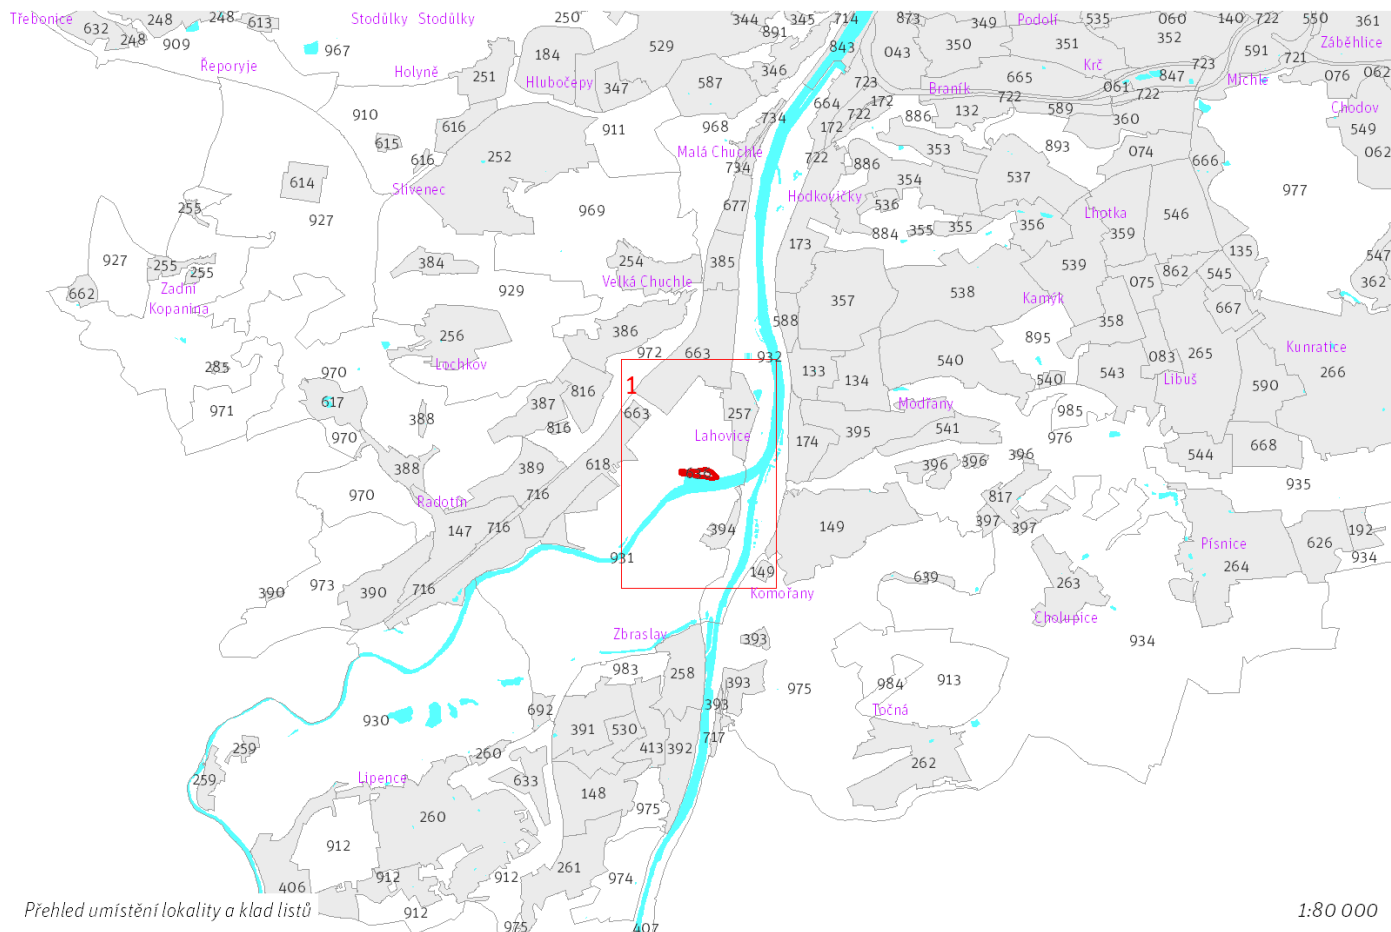 Třebonice 248 248 613 Stodůlky Stodůlky 250 344 345 714 873 349 Podolí 535 060 140 722 550 361
632 248 909 967 184 529 891 843 043 350 351 352 591 721 Záběhlice
Řeporyje Holyně 251 Hlubočepy 347 587 346 723 Braník 665 Krč 061 847 723 Michle 076 062
910 616 911 968 734 664 722 172 886 132 722 589 722 360 Chodov
615 616 252 Malá Chuchle 734 172 722 886 353 893 074 666 549 062
614 Slivenec 969 677 Hodkovičky 354 537 977
255 927 536 355 355 356 Lhotka 359 546
927 255 255 384 254 385 173 884 539 862 545 135 547
662 Zadní Kopanina 929 Velká Chuchle 357 538 Kamýk 075 667 362
256 386 588 895 358
285 970 Lochkov 972 663 932 133 134 540 540 543 083 265 Libuš Kunratice 266
617 971 387 816 1 663 257 Modřany 985 590
970 388 816 Lahovice 174 395 541 976 544 668
388 389 618 396 396 396 935
970 Radotín 716 817
147 716 394 149 397 397 Písnice 626 192
931 264 934
390 973 390 716 149 Komořany 639 263
Zbraslav 393 Cholupice 934
983 258 393 975 984 913
930 692 391 530 393 Točná
259 260 413 392 717 262
259 Lipence 633 148 975
260
912 912 912 261 974
406 912 975 407
Přehled umístění lokality a klad listů
1:80 000